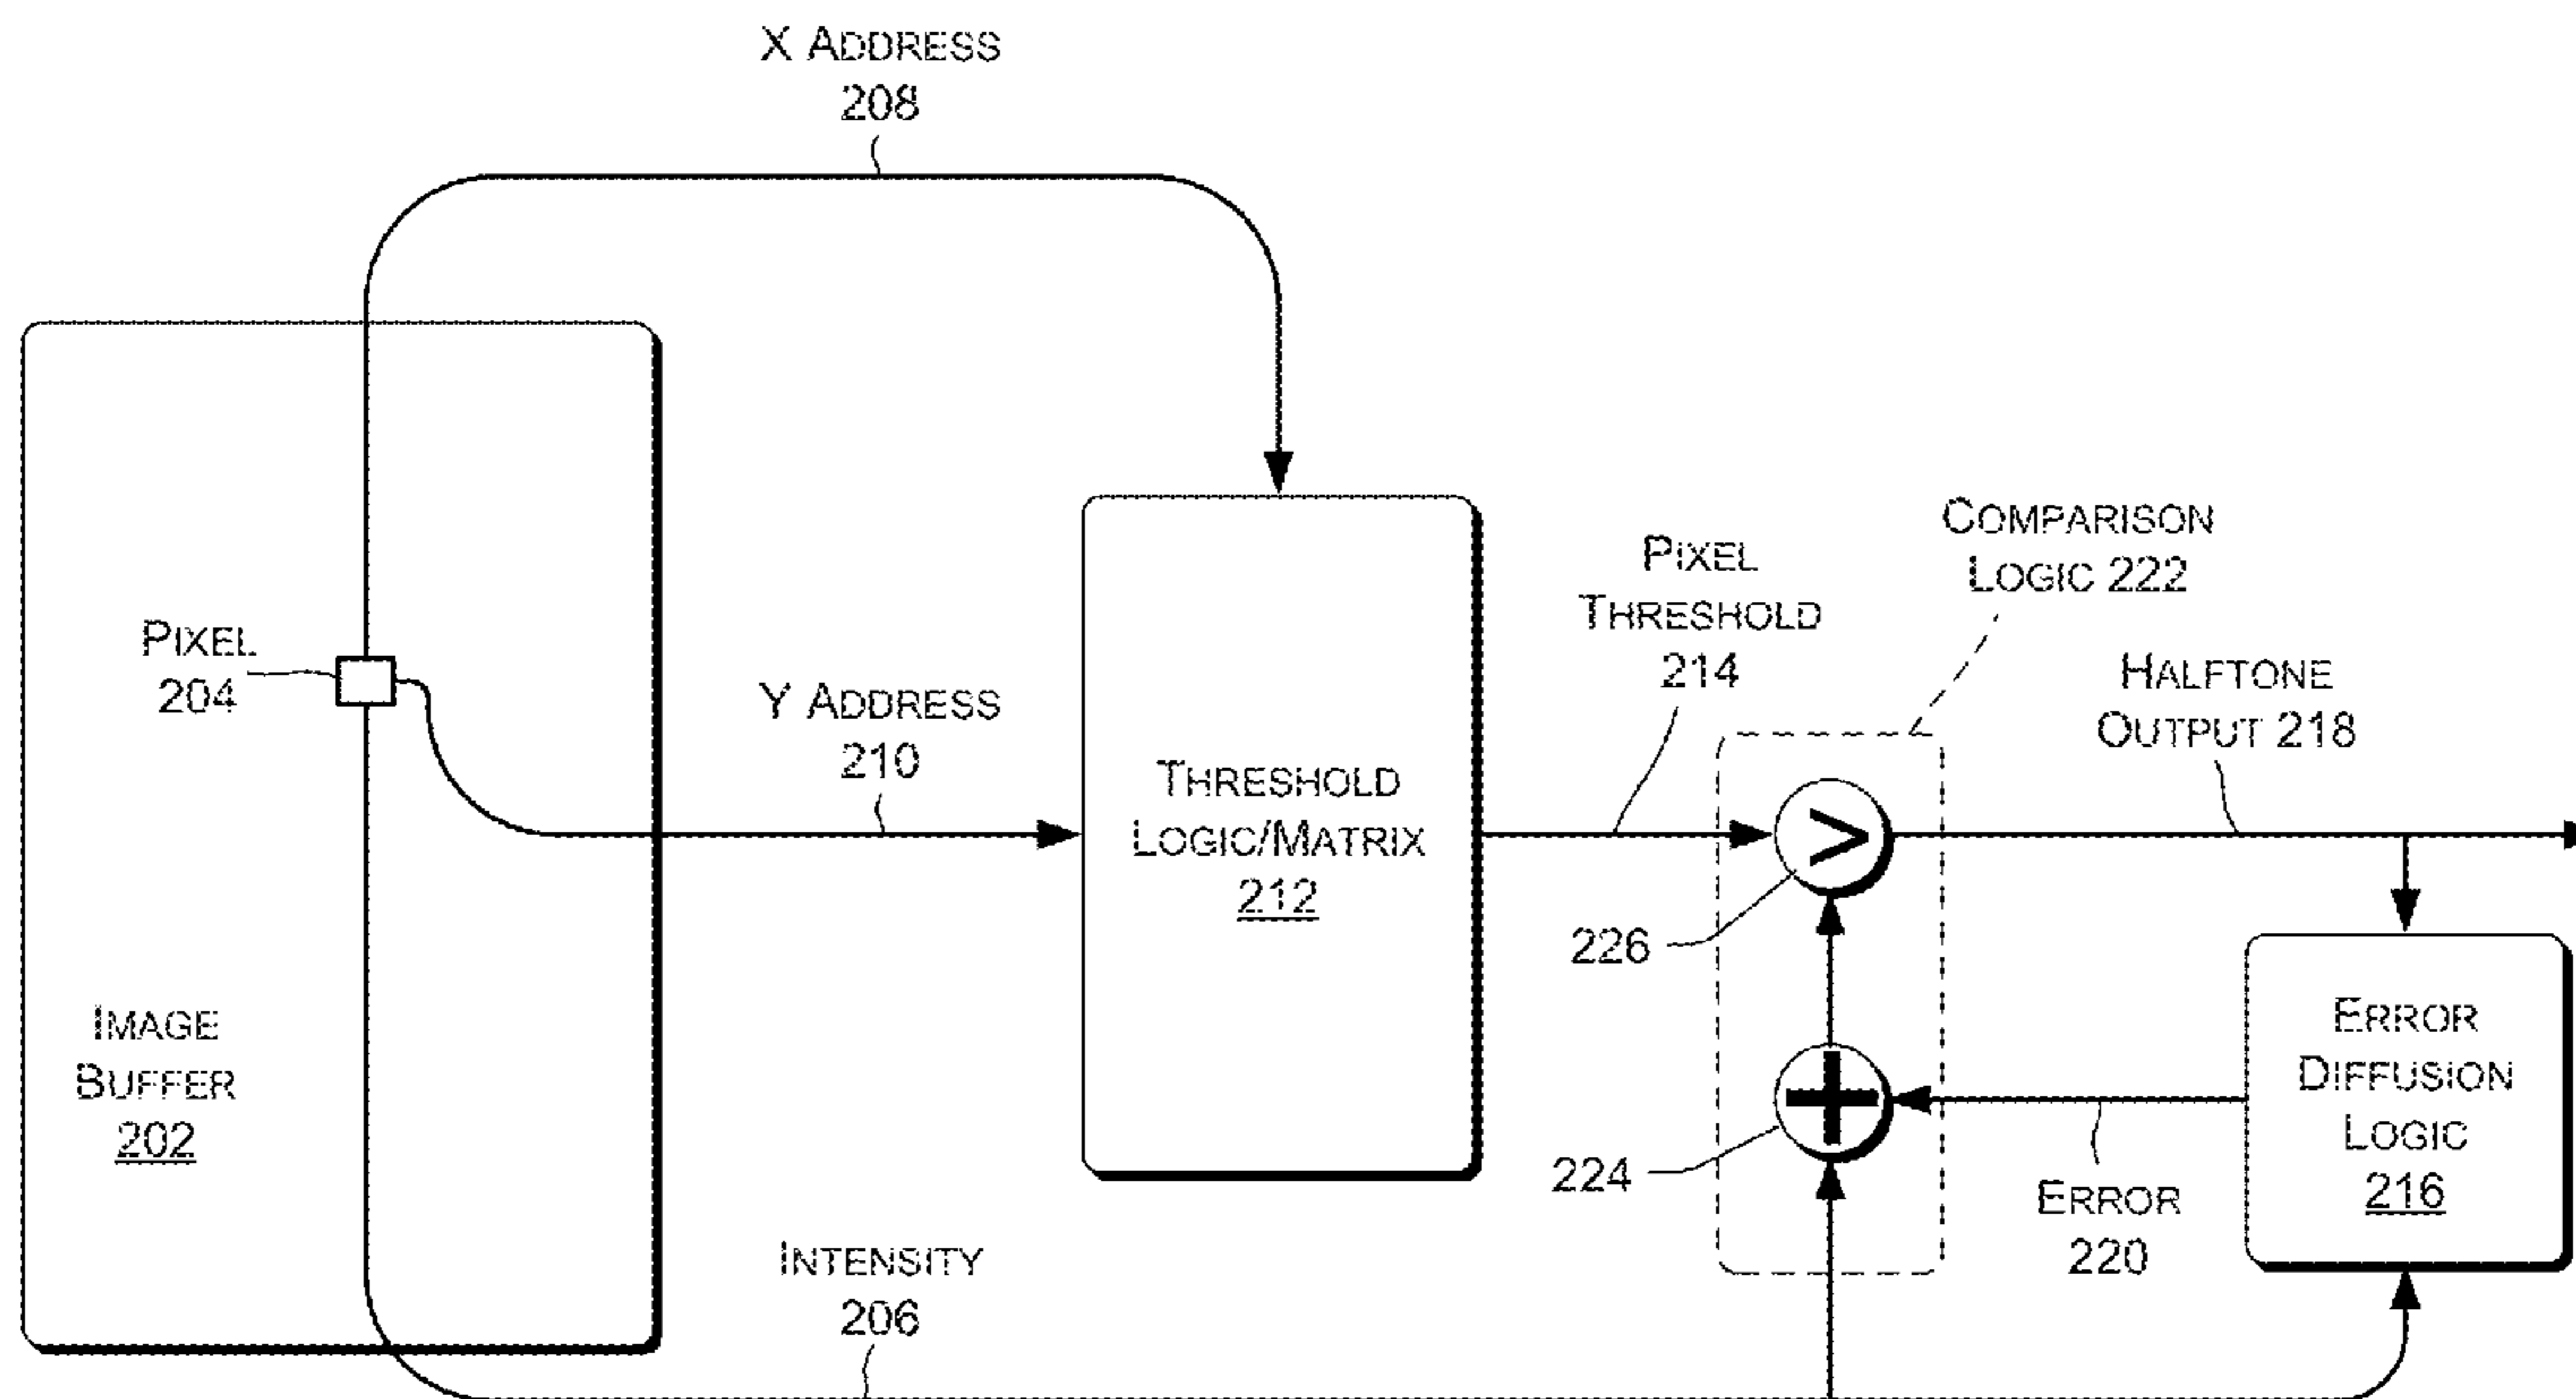 X ADDRESS
208
PIXEL
204
Y ADDRESS
210
IMAGE
BUFFER
202
INTENSITY
206
THRESHOLD
LOGIC/MATRIX
212
PIXEL
THRESHOLD
214
COMPARISON
LOGIC 222
HALFTONE
OUTPUT 218
>
226
+
224
ERROR
220
ERROR
DIFFUSION
LOGIC
216